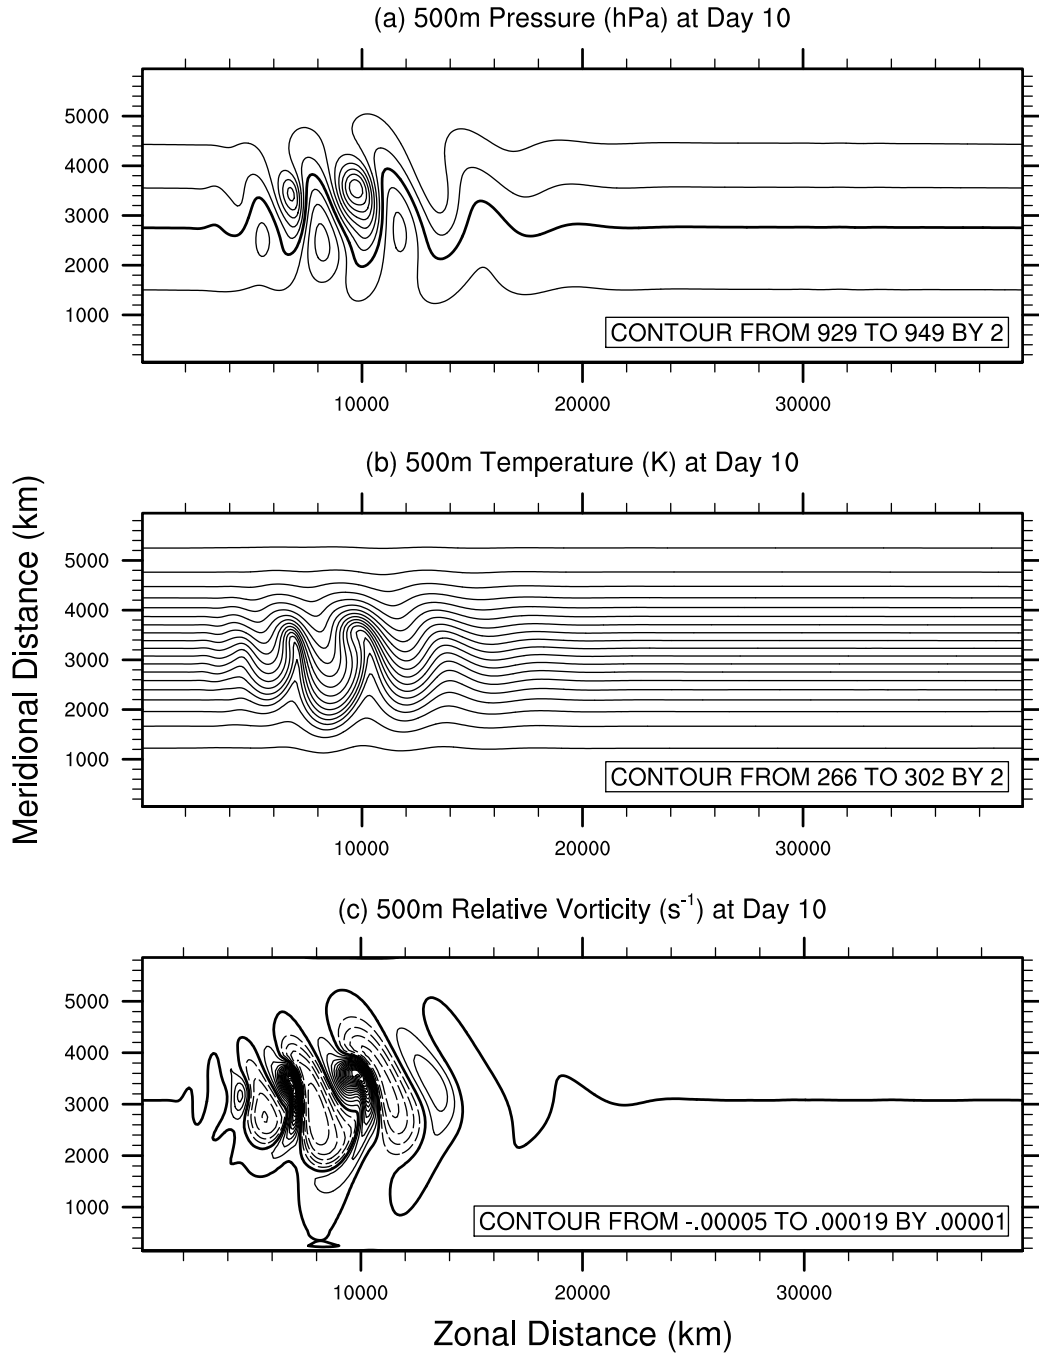 (a) 500m Pressure (hPa) at Day 10
5000
4000
3000
2000
1000
CONTOUR FROM 929 TO 949 BY 2
10000 20000 30000
(b) 500m Temperature (K) at Day 10
5000
4000
3000
2000
1000
CONTOUR FROM 266 TO 302 BY 2
10000 20000 30000
Meridional Distance (km)
(c) 500m Relative Vorticity (s⁻¹) at Day 10
5000
4000
3000
2000
1000
CONTOUR FROM -.00005 TO .00019 BY .00001
10000 20000 30000
Zonal Distance (km)